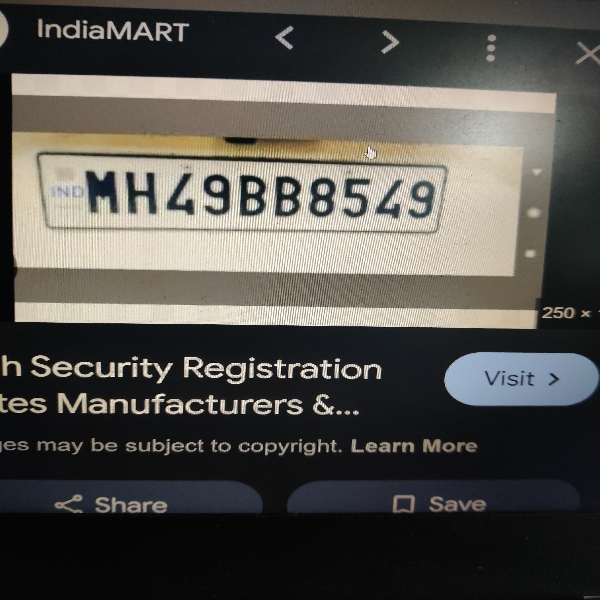 IndiaMART
IND MH49BB8549
250 ×
h Security Registration
tes Manufacturers &...
ges may be subject to copyright. Learn More
Visit >
Share
Save